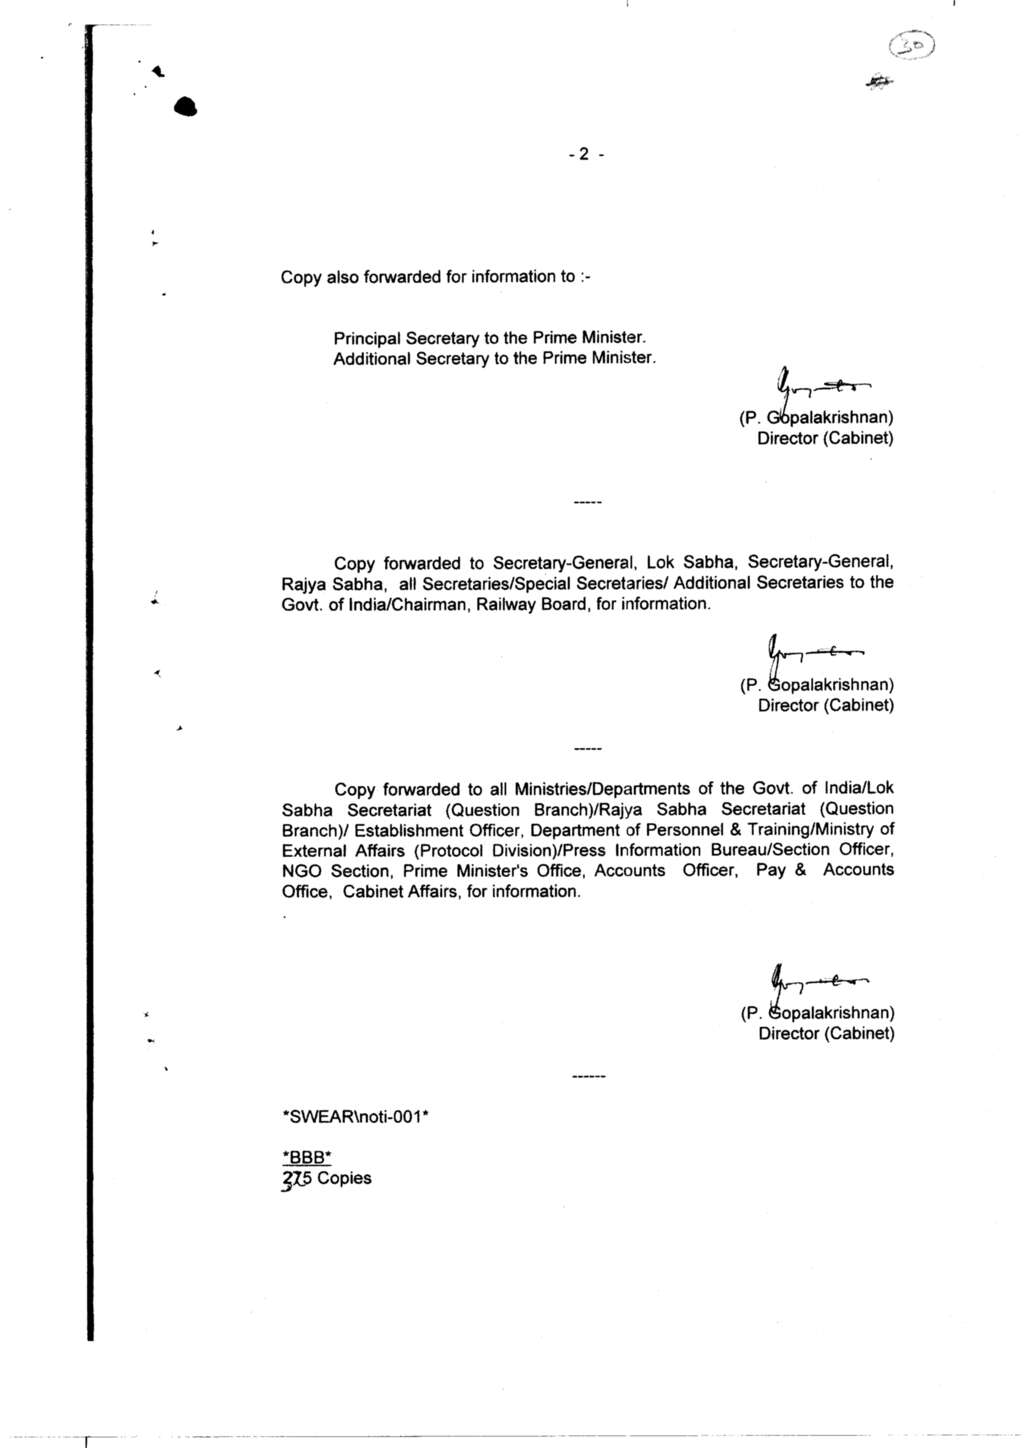 30
- 2 -
Copy also forwarded for information to :-
Principal Secretary to the Prime Minister.
Additional Secretary to the Prime Minister.
(P. Gopalakrishnan)
Director (Cabinet)
-----
Copy forwarded to Secretary-General, Lok Sabha, Secretary-General,
Rajya Sabha, all Secretaries/Special Secretaries/ Additional Secretaries to the
Govt. of India/Chairman, Railway Board, for information.
(P. Gopalakrishnan)
Director (Cabinet)
-----
Copy forwarded to all Ministries/Departments of the Govt. of India/Lok
Sabha Secretariat (Question Branch)/Rajya Sabha Secretariat (Question
Branch)/ Establishment Officer, Department of Personnel & Training/Ministry of
External Affairs (Protocol Division)/Press Information Bureau/Section Officer,
NGO Section, Prime Minister's Office, Accounts Officer, Pay & Accounts
Office, Cabinet Affairs, for information.
(P. Gopalakrishnan)
Director (Cabinet)
------
*SWEAR\noti-001*
*BBB*
Copies